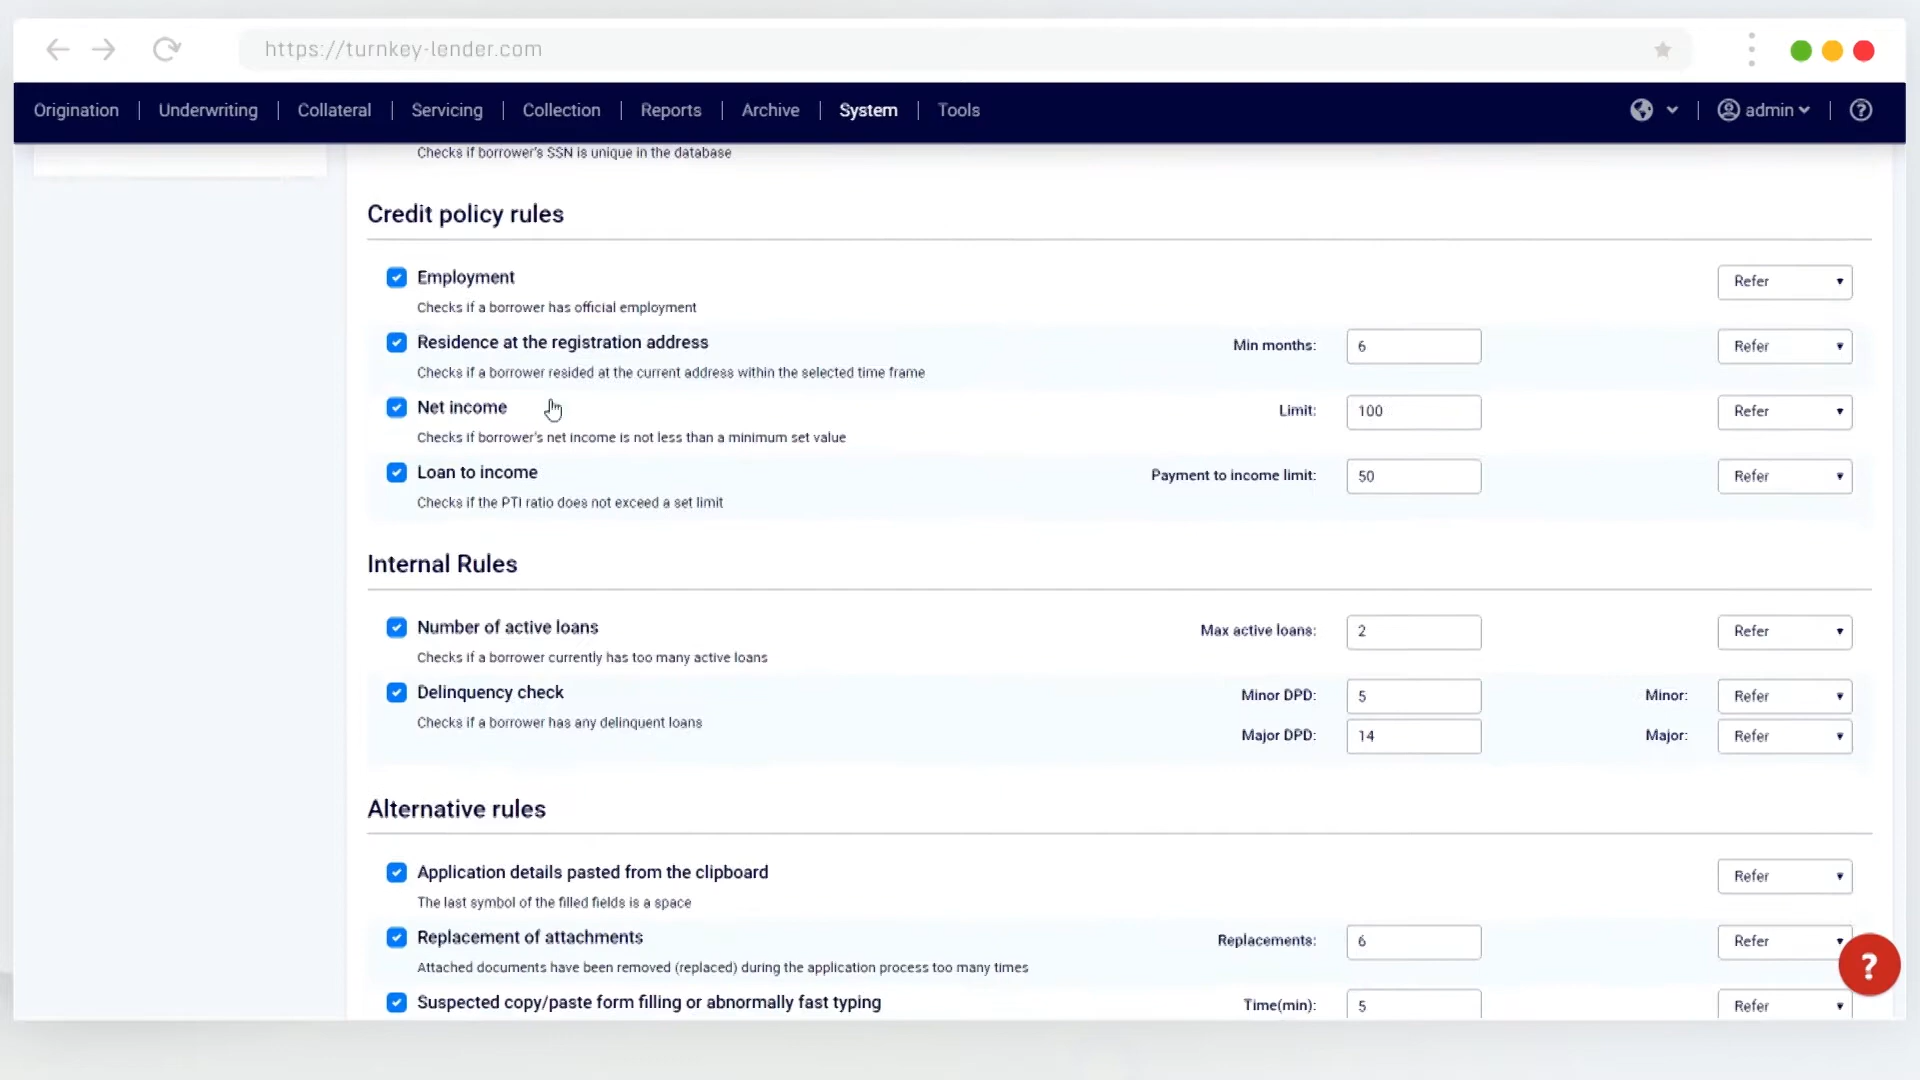 https://turnkey-lender.com
Origination | Underwriting | Collateral | Servicing | Collection | Reports | Archive | System | Tools | admin | ?
Checks if borrower's SSN is unique in the database
Credit policy rules
Employment Refer
Checks if a borrower has official employment
Residence at the registration address Min months: 6 Refer
Checks if a borrower resided at the current address within the selected time frame
Net income Limit: 100 Refer
Checks if borrower's net income is not less than a minimum set value
Loan to income Payment to income limit: 50 Refer
Checks if the PTI ratio does not exceed a set limit
Internal Rules
Number of active loans Max active loans: 2 Refer
Checks if a borrower currently has too many active loans
Delinquency check Minor DPD: 5 Minor: Refer
Checks if a borrower has any delinquent loans
Major DPD: 14 Major: Refer
Alternative rules
Application details pasted from the clipboard Refer
The last symbol of the filled fields is a space
Replacement of attachments Replacements: 6 Refer
Attached documents have been removed (replaced) during the application process too many times
?
Suspected copy/paste form filling or abnormally fast typing Time(min): 5 Refer